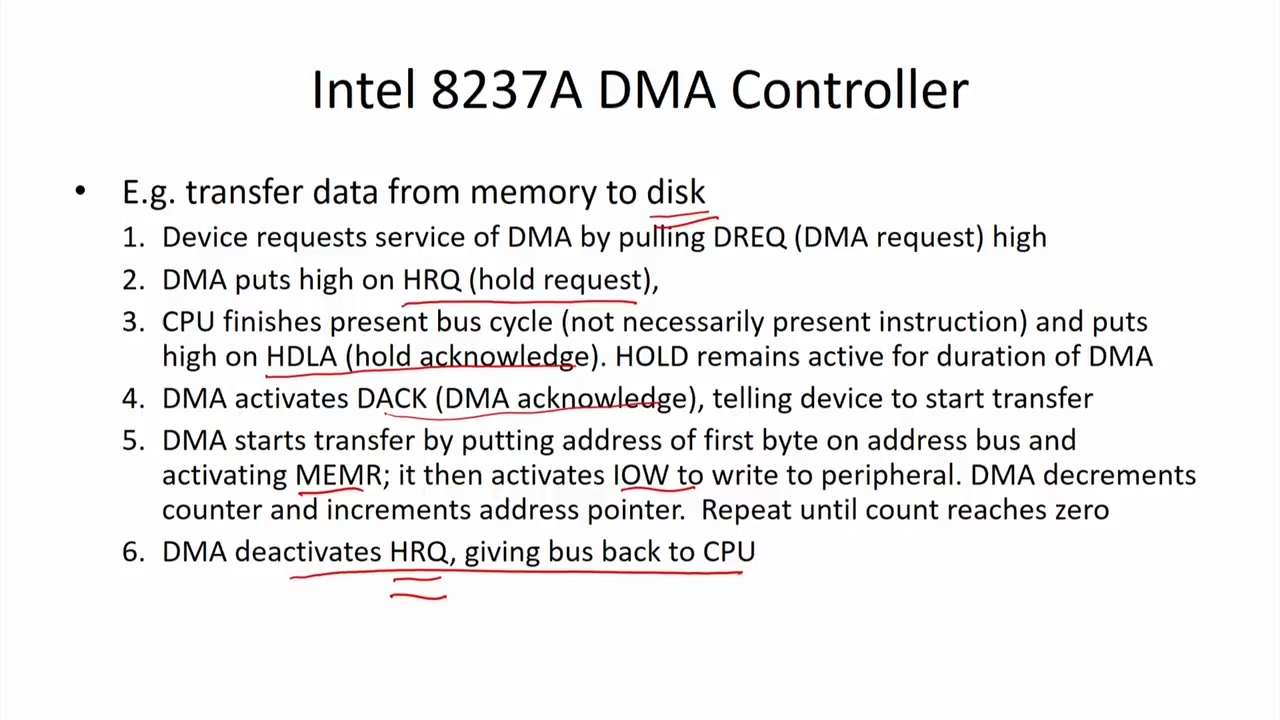 Intel 8237A DMA Controller
• E.g. transfer data from memory to disk
1. Device requests service of DMA by pulling DREQ (DMA request) high
2. DMA puts high on HRQ (hold request),
3. CPU finishes present bus cycle (not necessarily present instruction) and puts
high on HDLA (hold acknowledge). HOLD remains active for duration of DMA
4. DMA activates DACK (DMA acknowledge), telling device to start transfer
5. DMA starts transfer by putting address of first byte on address bus and
activating MEMR; it then activates IOW to write to peripheral. DMA decrements
counter and increments address pointer. Repeat until count reaches zero
6. DMA deactivates HRQ, giving bus back to CPU